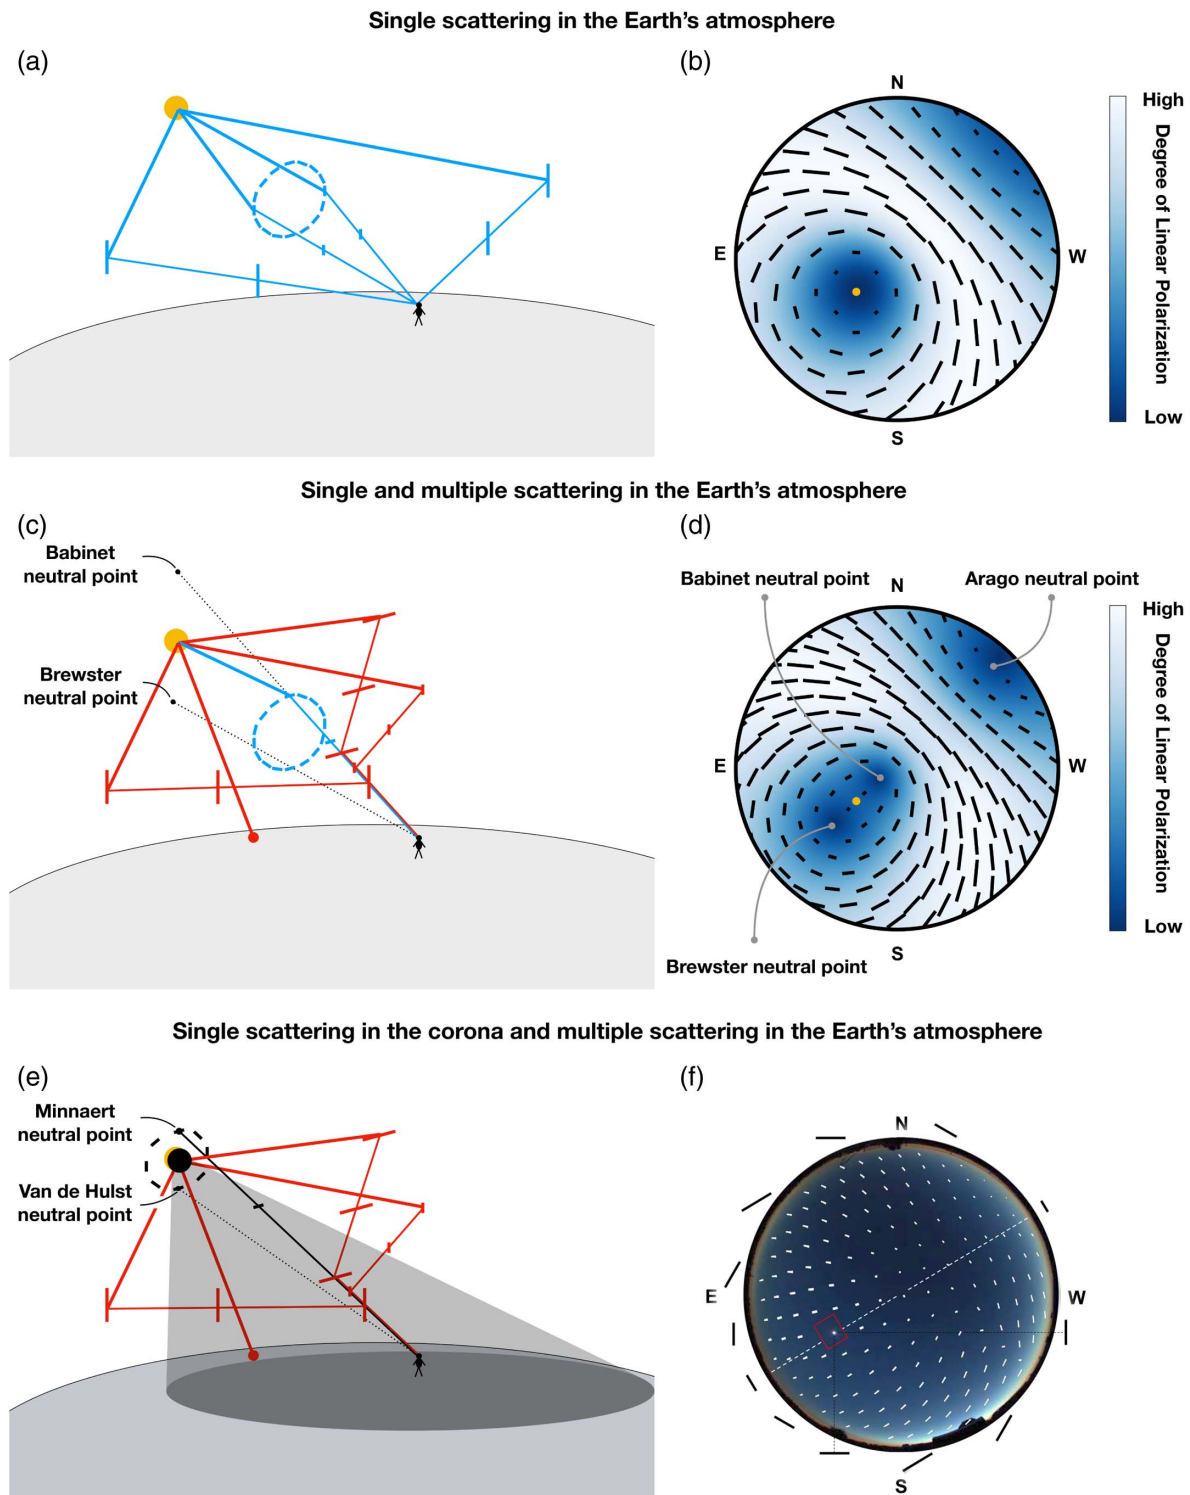 Single scattering in the Earth’s atmosphere
(a)
(b)
N
E
W
S
High
Degree of Linear Polarization
Low
Single and multiple scattering in the Earth’s atmosphere
(c)
Babinet
neutral point
Brewster
neutral point
(d)
Babinet neutral point
Arago neutral point
N
E
W
S
Brewster neutral point
High
Degree of Linear Polarization
Low
Single scattering in the corona and multiple scattering in the Earth’s atmosphere
(e)
Minnaert
neutral point
Van de Hulst
neutral point
(f)
N
E
W
S